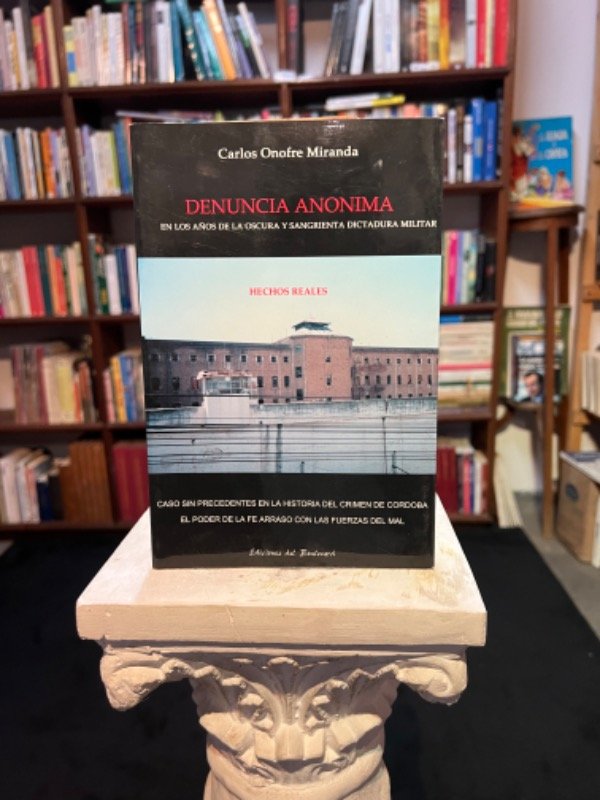 Carlos Onofre Miranda
DENUNCIA ANONIMA
EN LOS AÑOS DE LA OSCURA Y SANGRIENTA DICTADURA MILITAR
HECHOS REALES
CASO SIN PRECEDENTES EN LA HISTORIA DEL CRIMEN DE CORDOBA
EL PODER DE LA FE ARRASO CON LAS FUERZAS DEL MAL
Ediciones del Boulevard